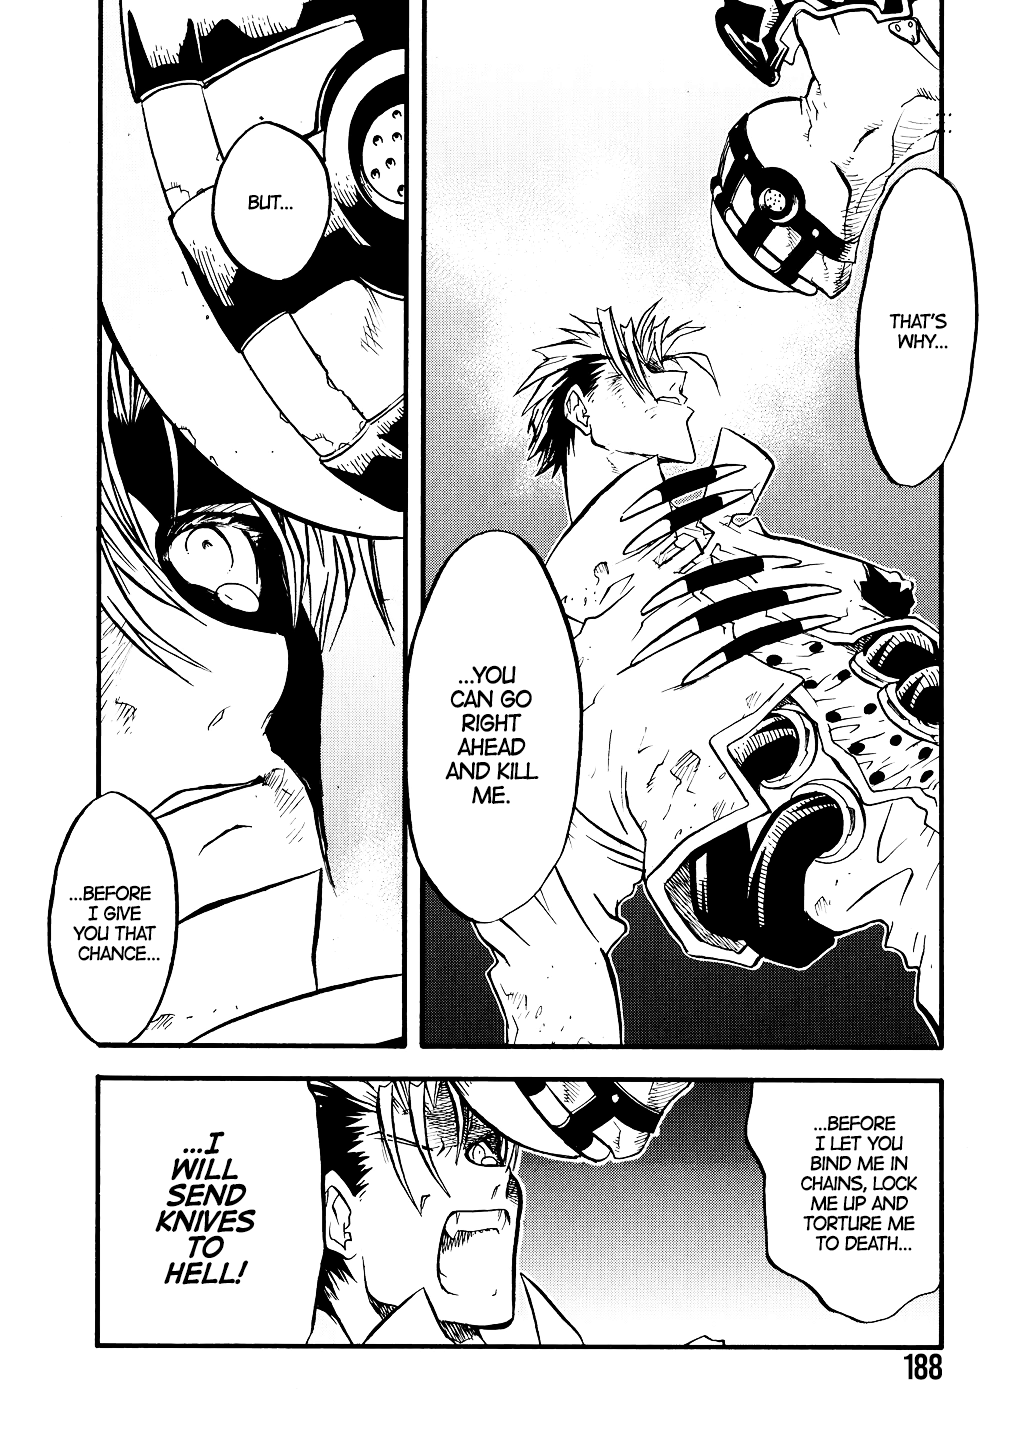 THAT'S
WHY...
...YOU
CAN GO
RIGHT
AHEAD
AND KILL
ME.
BUT...
...BEFORE
I GIVE
YOU THAT
CHANCE...
...BEFORE
I LET YOU
BIND ME IN
CHAINS, LOCK
ME UP AND
TORTURE ME
TO DEATH...
...I
WILL
SEND
KNIVES
TO
HELL!
188